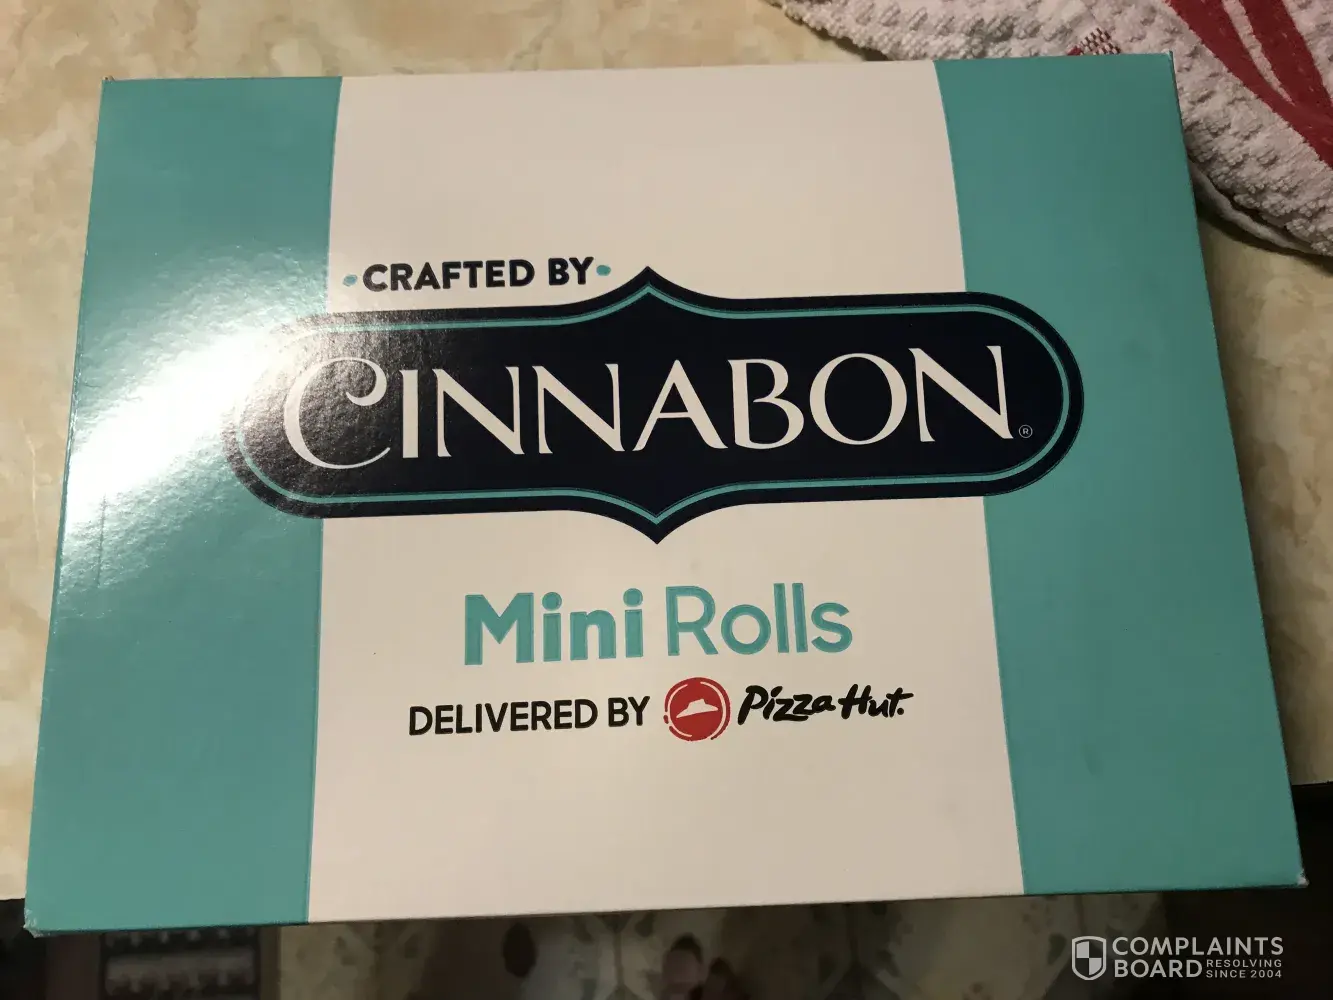 •CRAFTED BY•
CINNABON®
Mini Rolls
DELIVERED BY Pizza Hut.
COMPLAINTS
BOARD RESOLVING
SINCE 2004